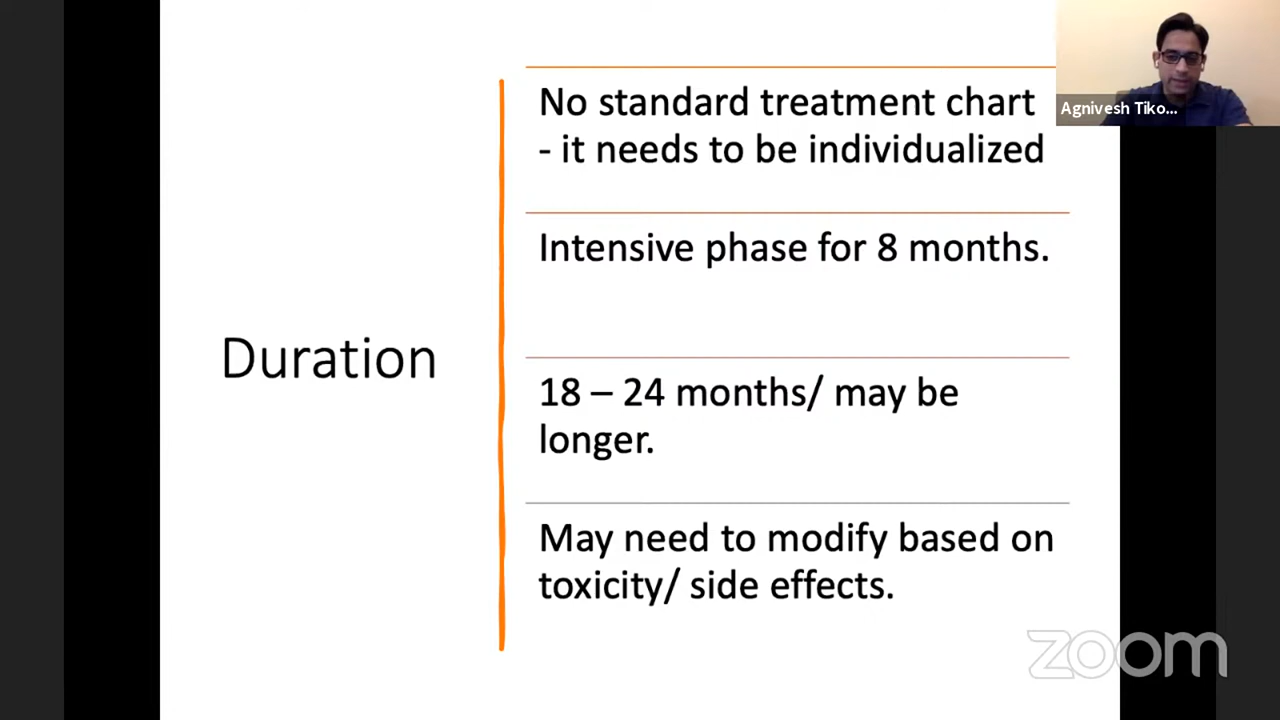 Duration
No standard treatment chart
- it needs to be individualized
Intensive phase for 8 months.
18 – 24 months/ may be
longer.
May need to modify based on
toxicity/ side effects.
Agnivesh Tiko...
zoom